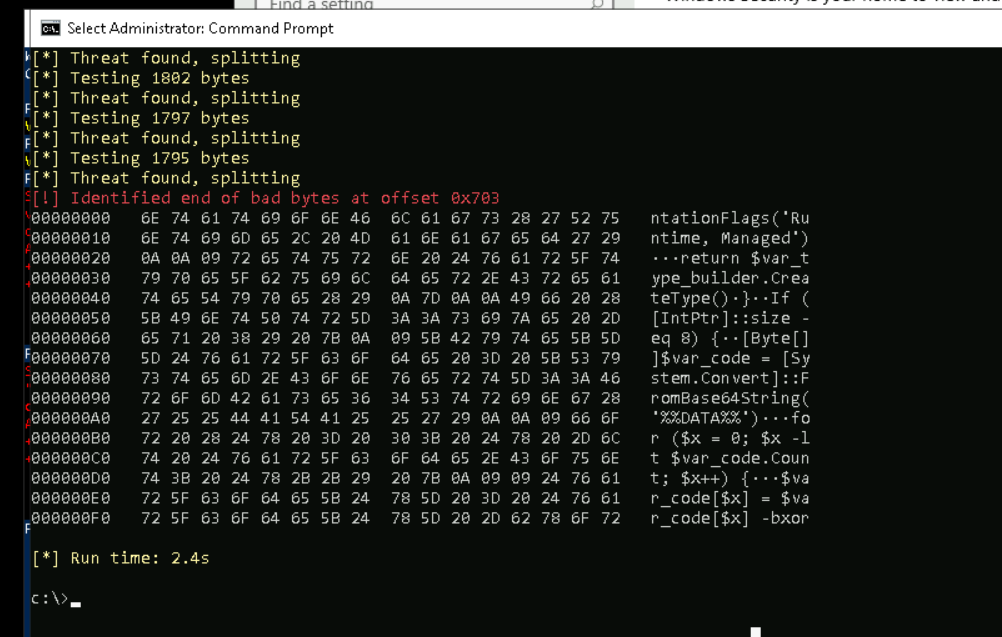 Find a setting
Select Administrator: Command Prompt
[*] Threat found, splitting
[*] Testing 1802 bytes
[*] Threat found, splitting
[*] Testing 1797 bytes
[*] Threat found, splitting
[*] Testing 1795 bytes
[*] Threat found, splitting
[!] Identified end of bad bytes at offset 0x703
00000000 6E 74 61 74 69 6F 6E 46 6C 61 67 73 28 27 52 75 ntationFlags('Ru
00000010 6E 74 69 6D 65 2C 20 4D 61 6E 61 67 65 64 27 29 ntime, Managed')
00000020 0A 0A 09 72 65 74 75 72 6E 20 24 76 61 72 5F 74 ···return $var_t
00000030 79 70 65 5F 62 75 69 6C 64 65 72 2E 43 72 65 61 ype_builder.Crea
00000040 74 65 54 79 70 65 28 29 0A 7D 0A 0A 49 66 20 28 teType()·}··If (
00000050 5B 49 6E 74 50 74 72 5D 3A 3A 73 69 7A 65 20 2D [IntPtr]::size -
00000060 65 71 20 38 29 20 7B 0A 09 5B 42 79 74 65 5B 5D eq 8) {··[Byte[]
00000070 5D 24 76 61 72 5F 63 6F 64 65 20 3D 20 5B 53 79 ]$var_code = [Sy
00000080 73 74 65 6D 2E 43 6F 6E 76 65 72 74 5D 3A 3A 46 stem.Convert]::F
00000090 72 6F 6D 42 61 73 65 36 34 53 74 72 69 6E 67 28 romBase64String(
000000A0 27 25 25 44 41 54 41 25 25 27 29 0A 0A 09 66 6F '%%DATA%%')···fo
000000B0 72 20 28 24 78 20 3D 20 30 3B 20 24 78 20 2D 6C r ($x = 0; $x -l
000000C0 74 20 24 76 61 72 5F 63 6F 64 65 2E 43 6F 75 6E t $var_code.Coun
000000D0 74 3B 20 24 78 2B 2B 29 20 7B 0A 09 09 24 76 61 t; $x++) {···$va
000000E0 72 5F 63 6F 64 65 5B 24 78 5D 20 3D 20 24 76 61 r_code[$x] = $va
000000F0 72 5F 63 6F 64 65 5B 24 78 5D 20 2D 62 78 6F 72 r_code[$x] -bxor
[*] Run time: 2.4s
c:\>